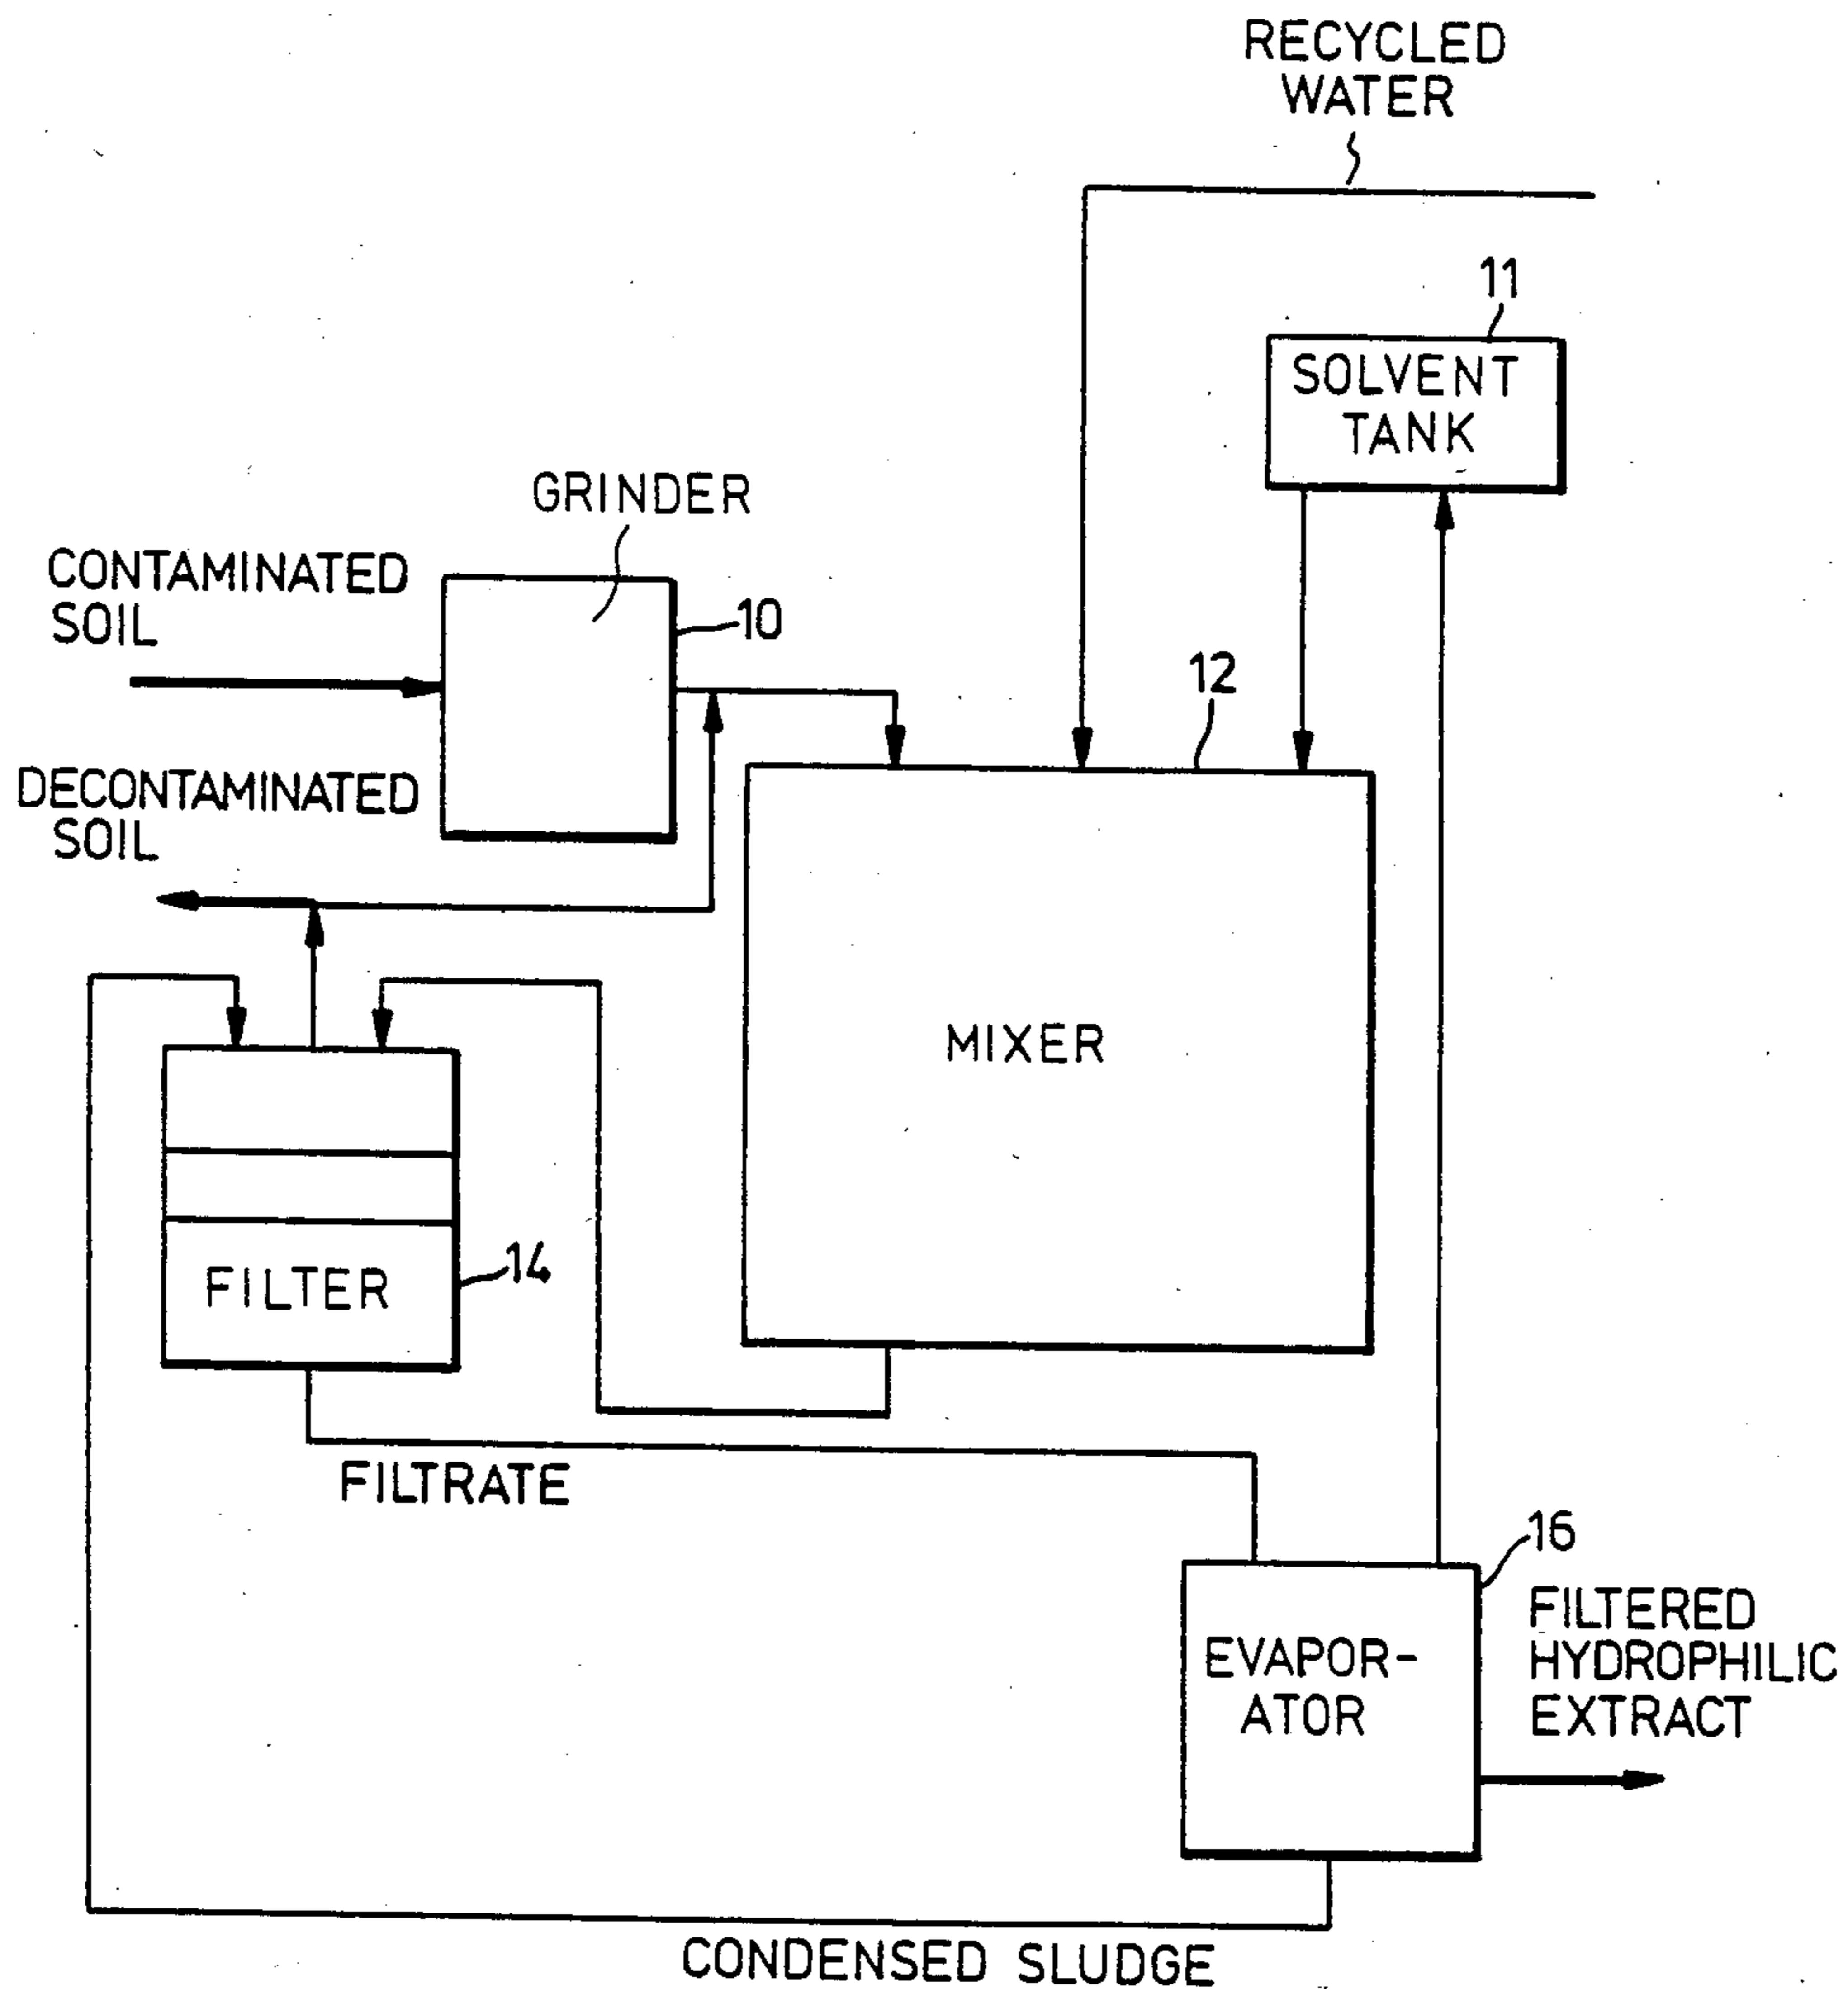 RECYCLED
WATER
11
SOLVENT
TANK
GRINDER
CONTAMINATED
SOIL
10
12
DECONTAMINATED
SOIL
MIXER
14
FILTER
FILTRATE
16
FILTERED
HYDROPHILIC
EXTRACT
EVAPOR-
ATOR
CONDENSED SLUDGE